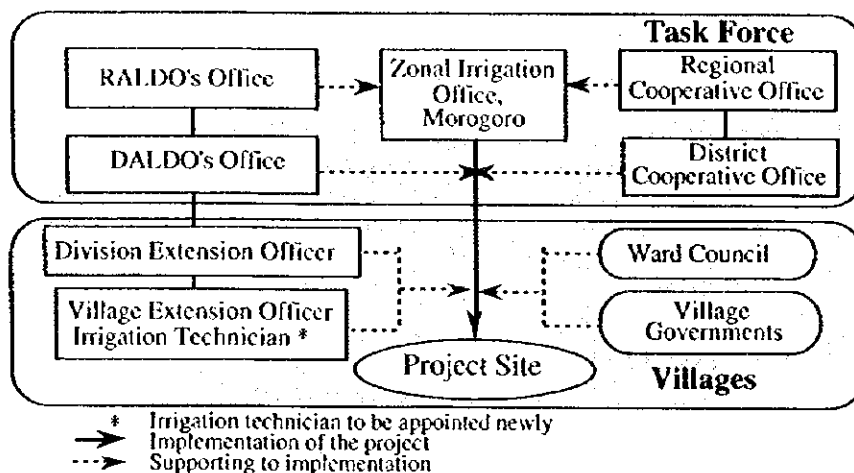 Task Force
RALDO's Office
Zonal Irrigation
Office,
Morogoro
Regional
Cooperative Office
DALDO's Office
District
Cooperative Office
Division Extension Officer
Ward Council
Village Extension Officer
Irrigation Technician *
Village
Governments
Project Site
Villages
* Irrigation technician to be appointed newly
Implementation of the project
Supporting to implementation